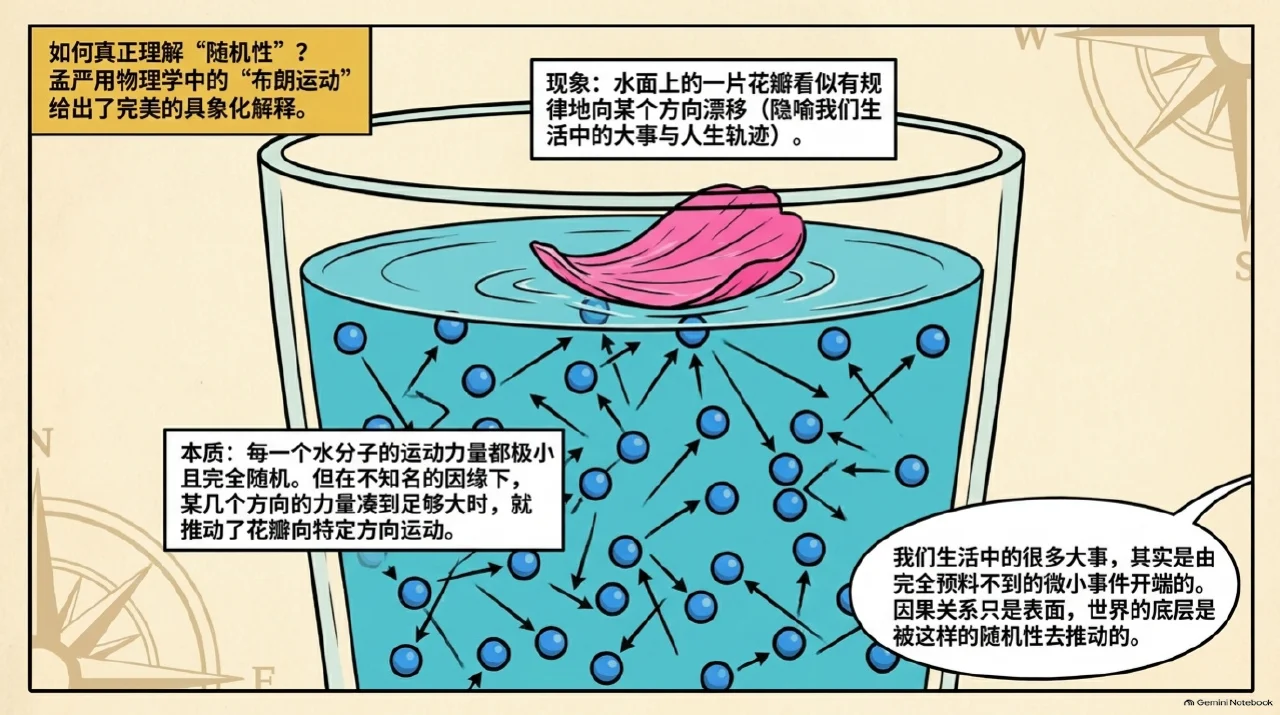 如何真正理解“随机性”？
孟严用物理学中的“布朗运动”
给出了完美的具象化解释。
现象：水面上的一片花瓣看似有规
律地向某个方向漂移（隐喻我们生
活中的大事与人生轨迹）。
本质：每一个水分子的运动力量都极小
且完全随机。但在不知名的因缘下，
某几个方向的力量凑到足够大时，就
推动了花瓣向特定方向运动。
我们生活中的很多大事，其实是由
完全预料不到的微小事件开端的。
因果关系只是表面，世界的底层是
被这样的随机性去推动的。
W
S
N
E
Gemini Notebook